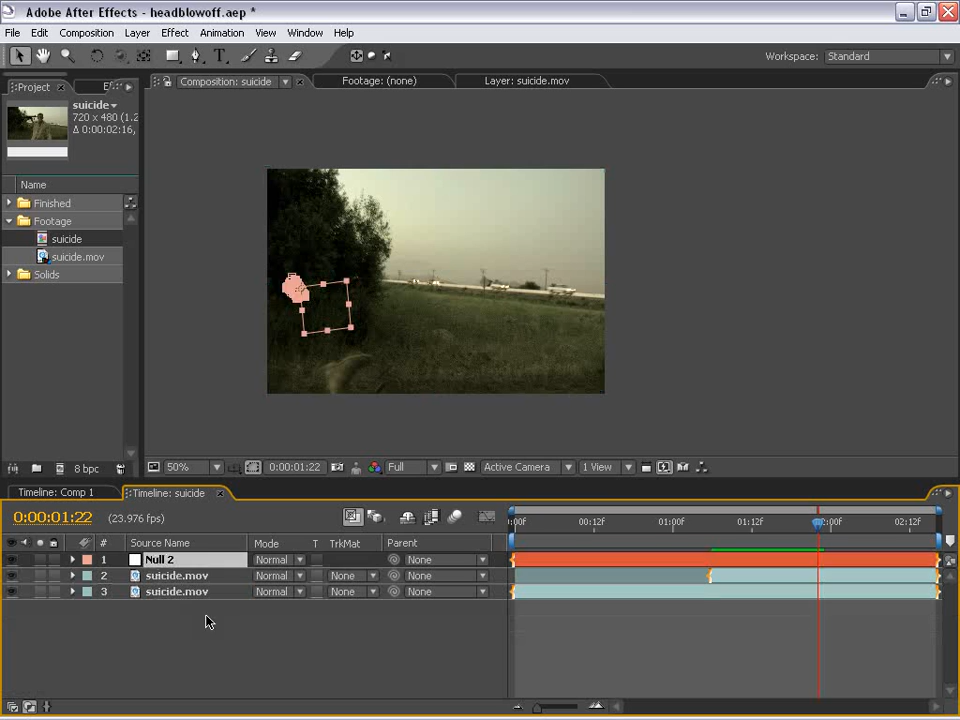 Adobe After Effects - headblowoff.aep *
File Edit Composition Layer Effect Animation View Window Help
Workspace: Standard
Project Composition: suicide Footage: (none) Layer: suicide.mov
suicide
720 x 480 (1.2
Δ 0:00:02:16,
Name
Finished
Footage
suicide
suicide.mov
Solids
8 bpc 50% 0:00:01:22 Full Active Camera 1 View
Timeline: Comp 1 Timeline: suicide
0:00:01:22 (23.976 fps)
:00f 00:12f 01:00f 01:12f 02:00f 02:12f
# Source Name Mode T TrkMat Parent
1 Null 2 Normal None
2 suicide.mov Normal None None
3 suicide.mov Normal None None